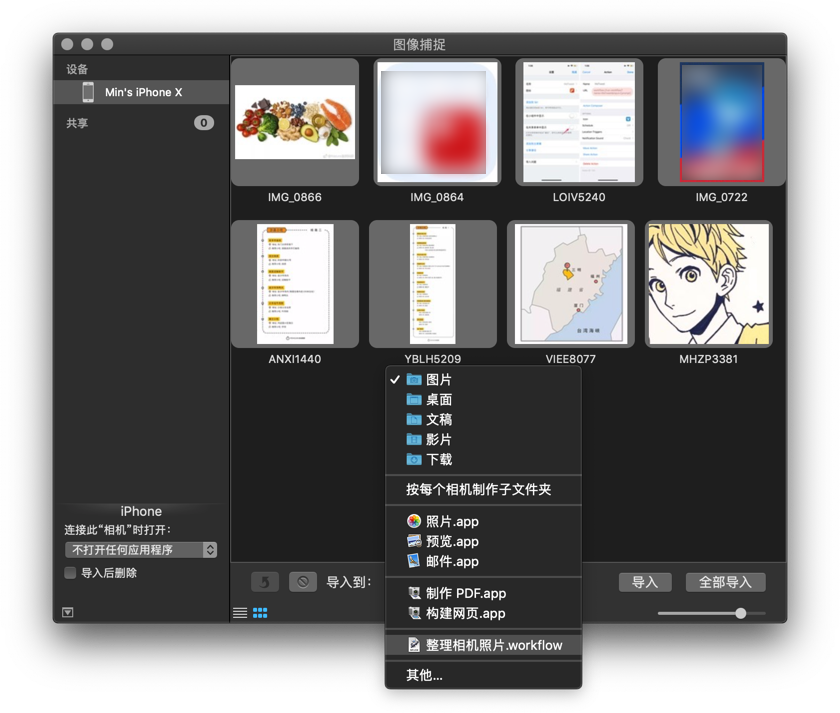 图像捕捉
设备
Min's iPhone X
共享
0
IMG_0866
IMG_0864
LOIV5240
IMG_0722
ANXI1440
YBLH5209
VIEE8077
MHZP3381
台湾海峡
图片
桌面
文稿
影片
下载
按每个相机制作子文件夹
照片.app
预览.app
邮件.app
制作 PDF.app
构建网页.app
整理相机照片.workflow
其他...
iPhone
连接此“相机”时打开：
不打开任何应用程序
导入后删除
导入到：
导入
全部导入